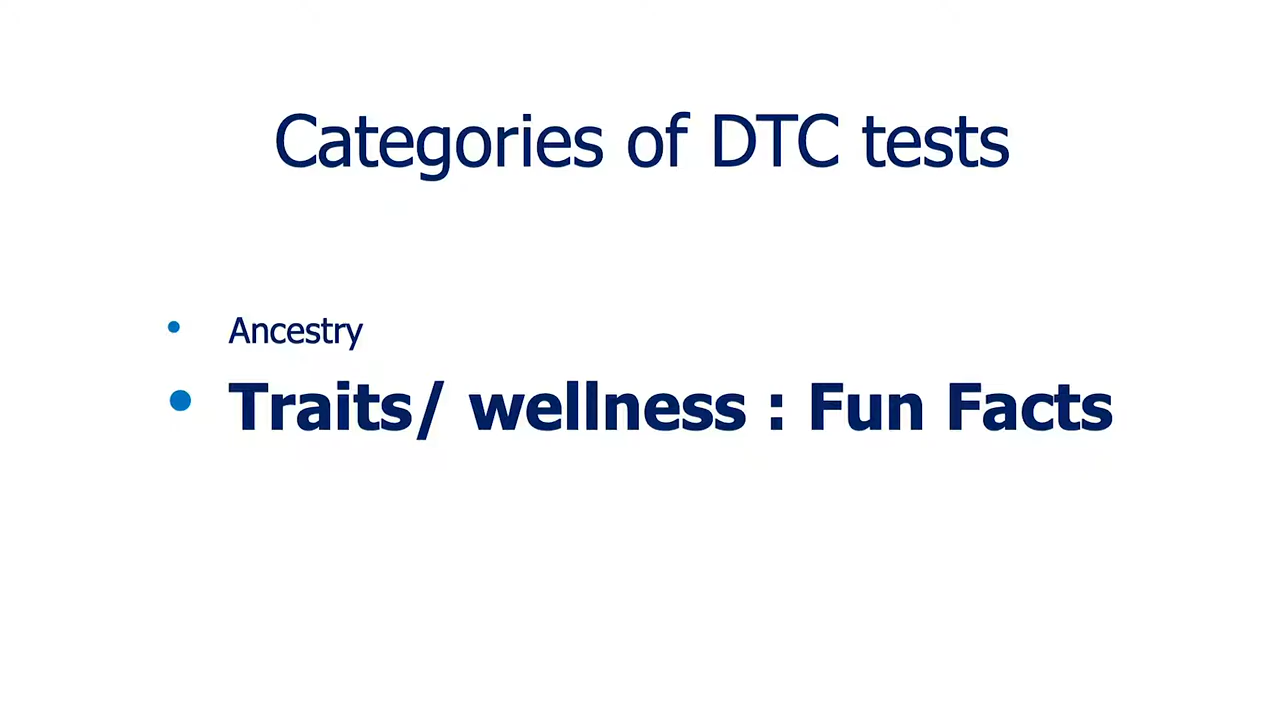 Categories of DTC tests
• Ancestry
• Traits/ wellness : Fun Facts